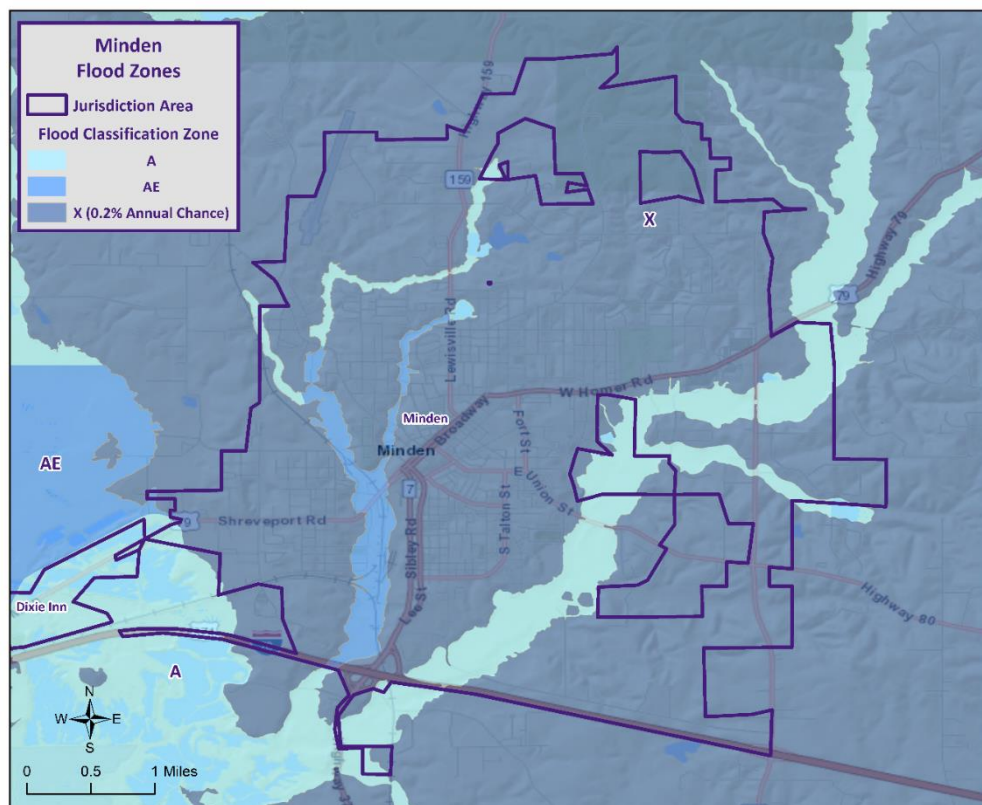 Minden
Flood Zones
Jurisdiction Area
Flood Classification Zone
A
AE
X (0.2% Annual Chance)
Highway 159
159
X
Highway 79
79
Lewisville Rd
W Homer Rd
Minden
Broadway
Fort St
Minden
AE
7
E Union St
79
Shreveport Rd
Sibley Rd
S Talton St
Lee St
Highway 80
Dixie Inn
A
N
W E
S
0 0.5 1 Miles